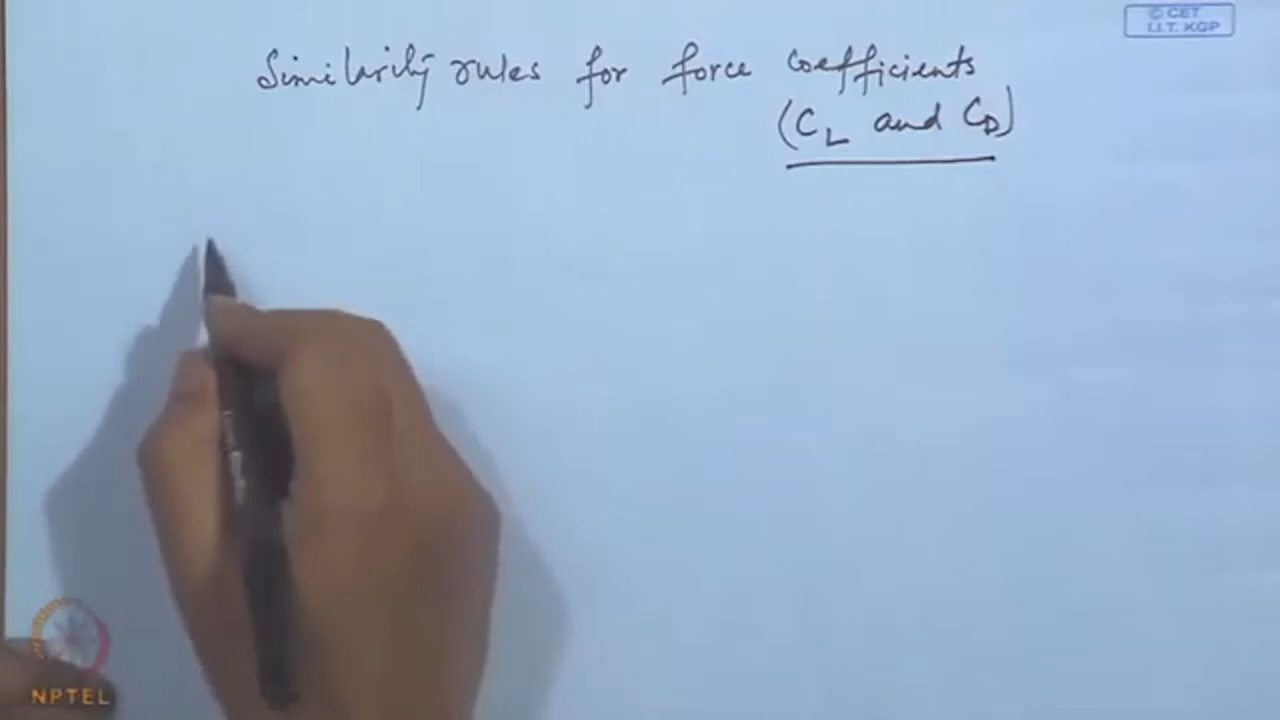 © CET
I.I.T. KGP
Similarity rules for force coefficients
(CL and CD)
NPTEL